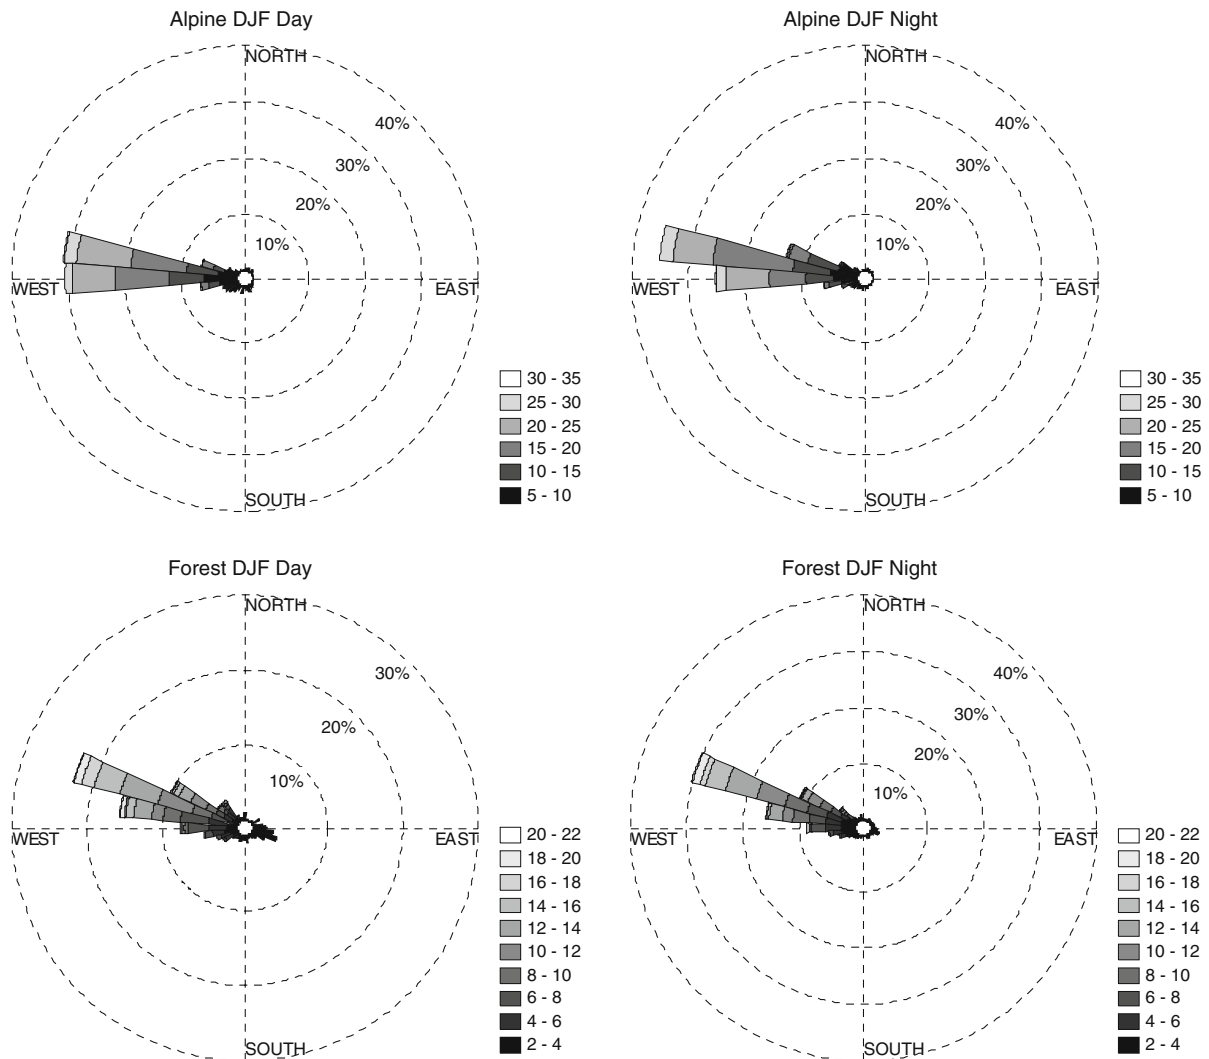 Alpine DJF Day
NORTH
40%
30%
20%
10%
WEST
EAST
SOUTH
30 - 35
25 - 30
20 - 25
15 - 20
10 - 15
5 - 10
Alpine DJF Night
NORTH
40%
30%
20%
10%
WEST
EAST
SOUTH
30 - 35
25 - 30
20 - 25
15 - 20
10 - 15
5 - 10
Forest DJF Day
NORTH
30%
20%
10%
WEST
EAST
SOUTH
20 - 22
18 - 20
16 - 18
14 - 16
12 - 14
10 - 12
8 - 10
6 - 8
4 - 6
2 - 4
Forest DJF Night
NORTH
40%
30%
20%
10%
WEST
EAST
SOUTH
20 - 22
18 - 20
16 - 18
14 - 16
12 - 14
10 - 12
8 - 10
6 - 8
4 - 6
2 - 4